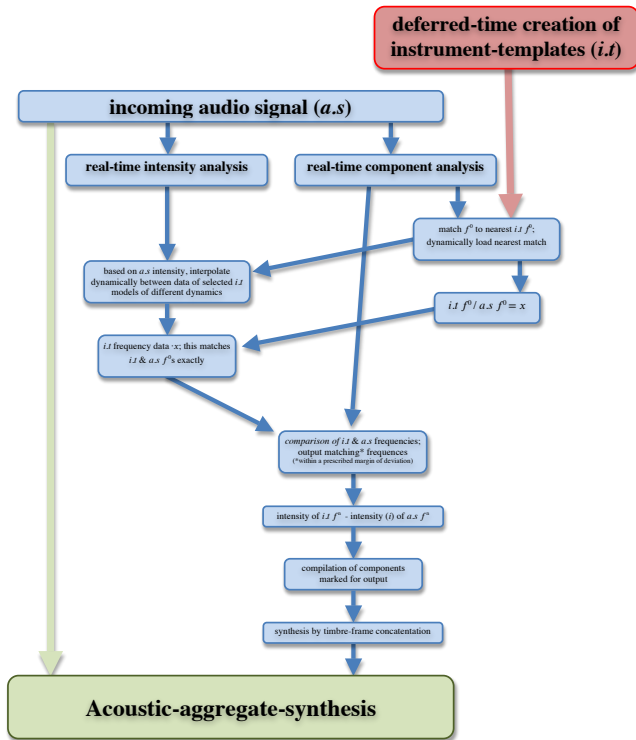 deferred-time creation of
instrument-templates (i.t)
incoming audio signal (a.s)
real-time intensity analysis
real-time component analysis
match f⁰ to nearest i.t f⁰;
dynamically load nearest match
based on a.s intensity, interpolate
dynamically between data of selected i.t
models of different dynamics
i.t f⁰ / a.s f⁰ = x
i.t frequency data · x; this matches
i.t & a.s f⁰s exactly
comparison of i.t & a.s frequencies;
output matching* frequences
(*within a prescribed margin of deviation)
intensity of i.t fⁿ - intensity (i) of a.s fⁿ
compilation of components
marked for output
synthesis by timbre-frame concatentation
Acoustic-aggregate-synthesis